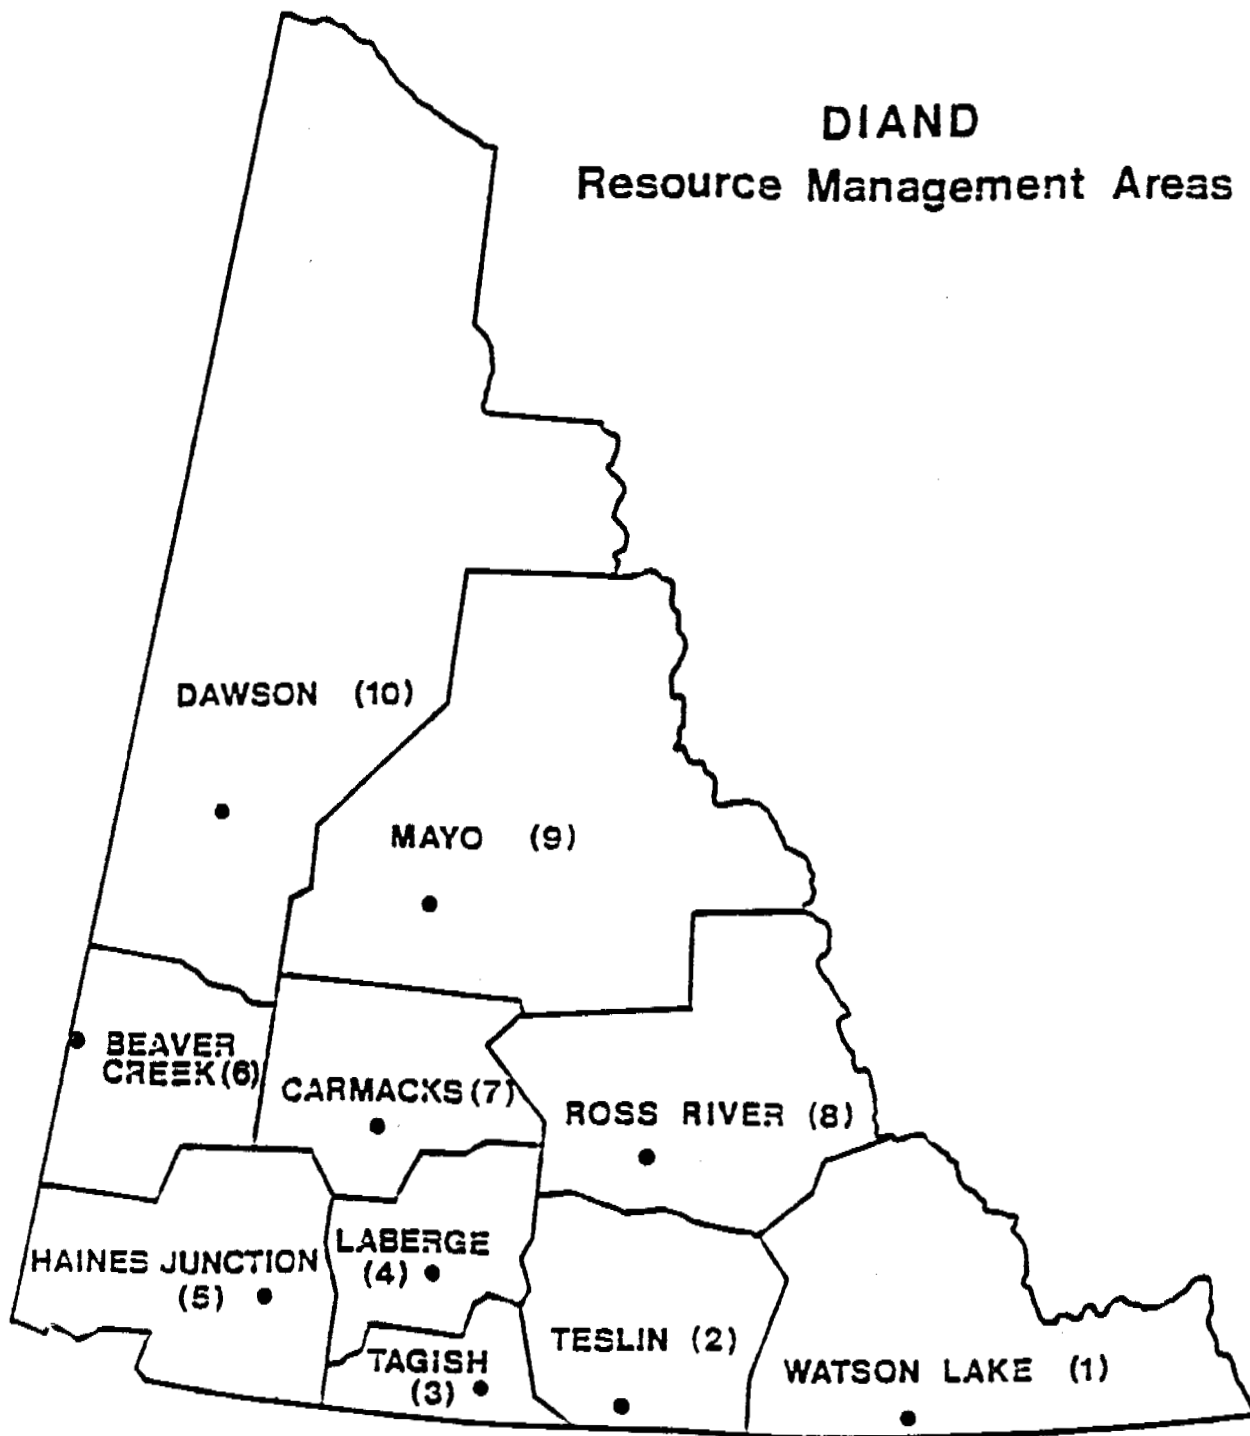 DIAND
Resource Management Areas
DAWSON (10)
MAYO (9)
BEAVER
CREEK (6)
CARMACKS (7)
ROSS RIVER (8)
LABERGE
(4)
HAINES JUNCTION
(5)
TESLIN (2)
TAGISH
(3)
WATSON LAKE (1)